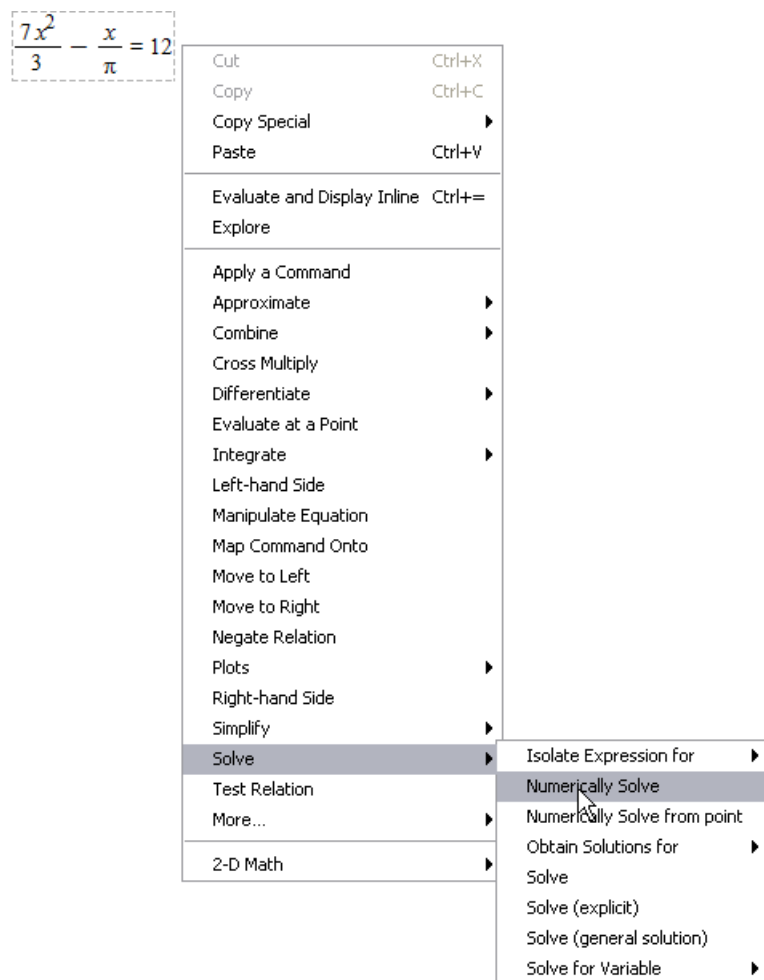 7x²/3 − x/π = 12
Cut Ctrl+X
Copy Ctrl+C
Copy Special
Paste Ctrl+V
Evaluate and Display Inline Ctrl+=
Explore
Apply a Command
Approximate
Combine
Cross Multiply
Differentiate
Evaluate at a Point
Integrate
Left-hand Side
Manipulate Equation
Map Command Onto
Move to Left
Move to Right
Negate Relation
Plots
Right-hand Side
Simplify
Solve
Test Relation
More...
2-D Math
Isolate Expression for
Numerically Solve
Numerically Solve from point
Obtain Solutions for
Solve
Solve (explicit)
Solve (general solution)
Solve for Variable